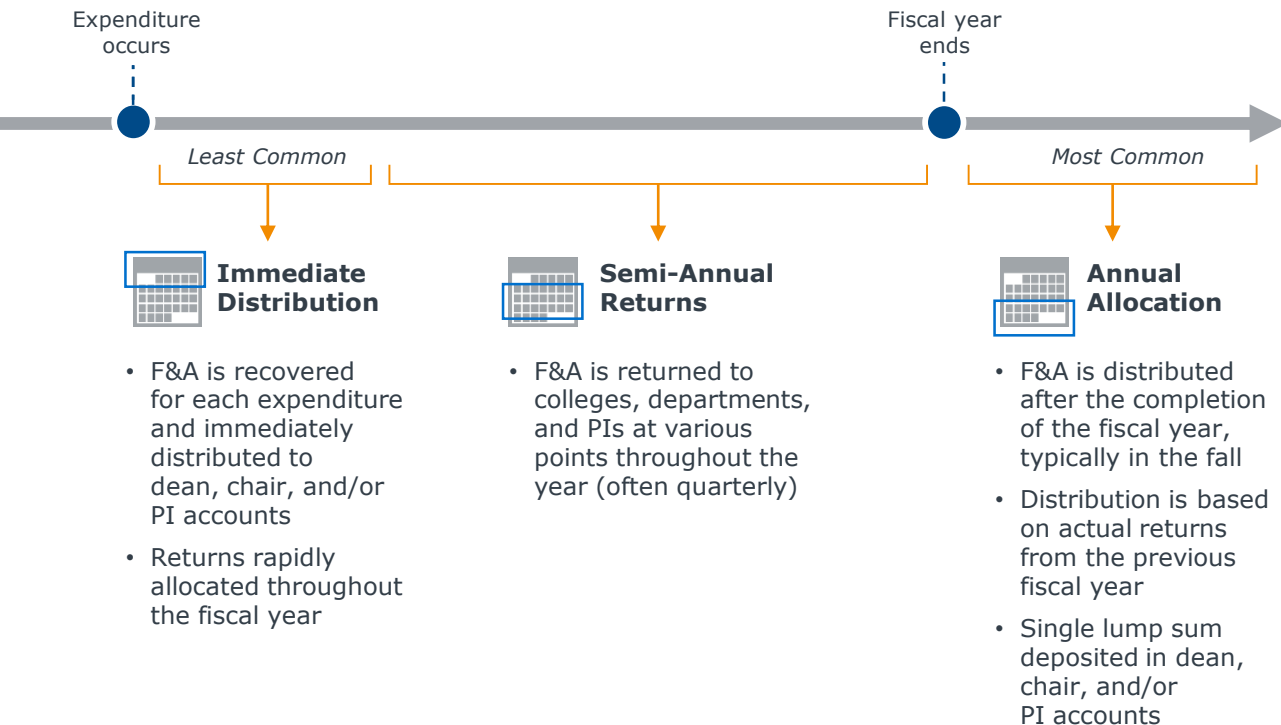 Expenditure
occurs
Fiscal year
ends
Least Common
Most Common
Immediate
Distribution
• F&A is recovered
for each expenditure
and immediately
distributed to
dean, chair, and/or
PI accounts
• Returns rapidly
allocated throughout
the fiscal year
Semi-Annual
Returns
• F&A is returned to
colleges, departments,
and PIs at various
points throughout the
year (often quarterly)
Annual
Allocation
• F&A is distributed
after the completion
of the fiscal year,
typically in the fall
• Distribution is based
on actual returns
from the previous
fiscal year
• Single lump sum
deposited in dean,
chair, and/or
PI accounts